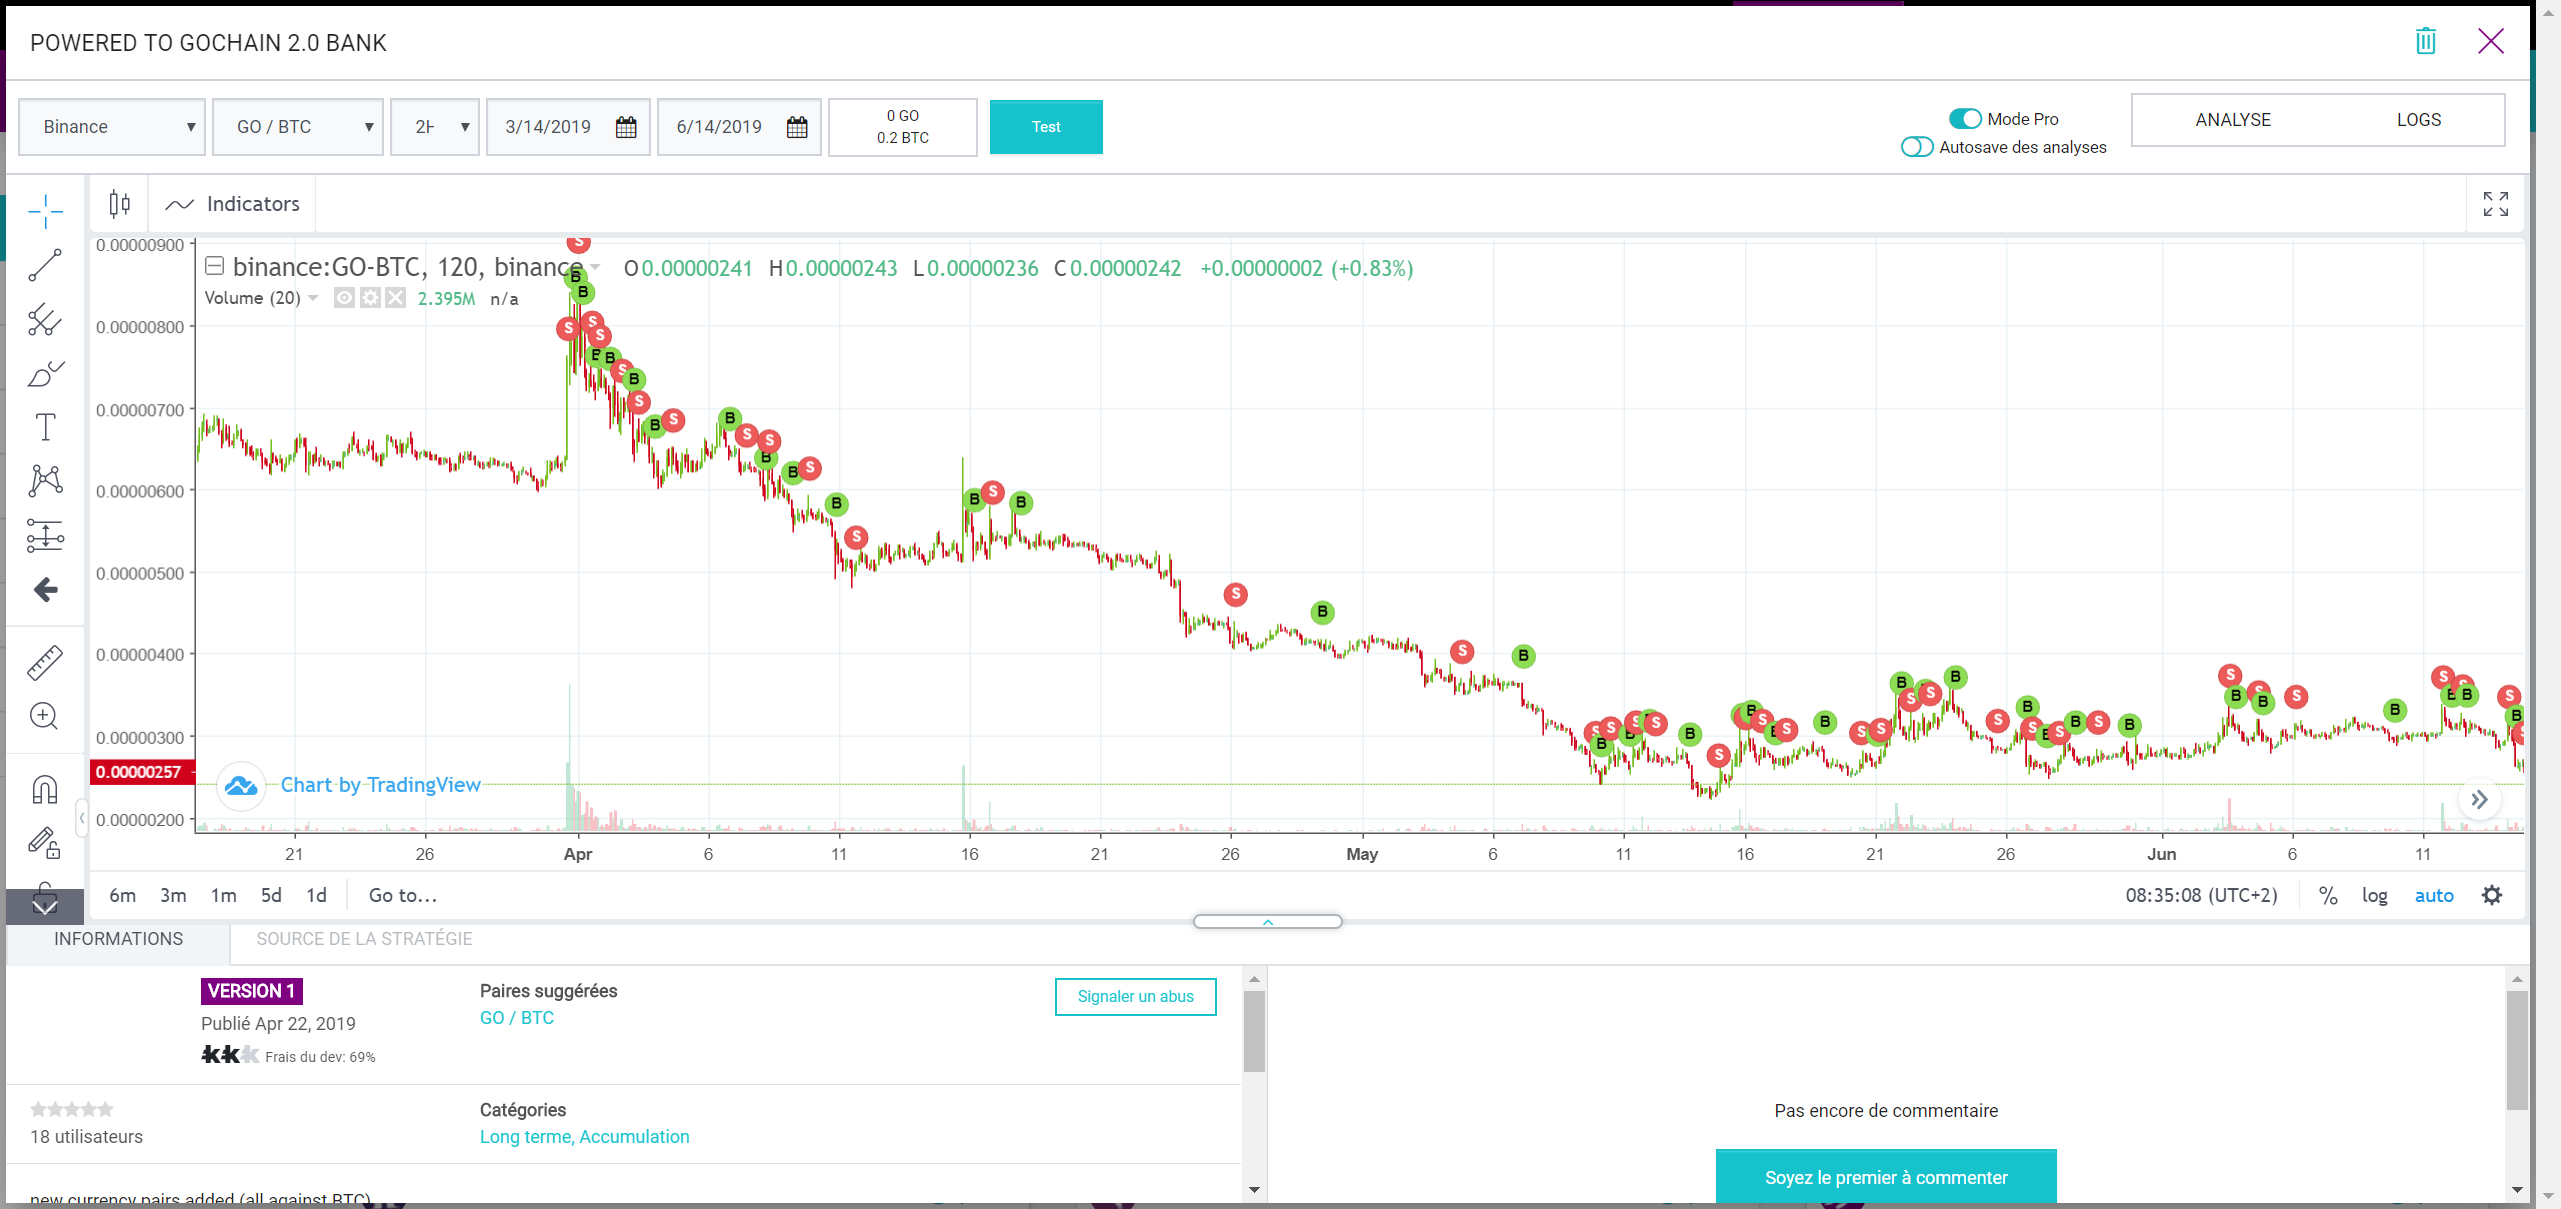 POWERED TO GOCHAIN 2.0 BANK
Binance
GO / BTC
3/14/2019
6/14/2019
0 GO
0.2 BTC
Test
Mode Pro
Autosave des analyses
ANALYSE
LOGS
Indicators
binance:GO-BTC, 120, binance
O0.00000241 H0.00000243 L0.00000236 C0.00000242 +0.00000002 (+0.83%)
Volume (20) 2.395M n/a
0.00000900
0.00000800
0.00000700
0.00000600
0.00000500
0.00000400
0.00000300
0.00000257
0.00000200
Chart by TradingView
21 26 Apr 6 11 16 21 26 May 6 11 16 21 26 Jun 6 11
6m 3m 1m 5d 1d Go to...
08:35:08 (UTC+2) % log auto
INFORMATIONS
SOURCE DE LA STRATÉGIE
VERSION 1
Publié Apr 22, 2019
Frais du dev: 69%
Paires suggérées
GO / BTC
Signaler un abus
18 utilisateurs
Catégories
Long terme, Accumulation
new currency pairs added (all against BTC)
Pas encore de commentaire
Soyez le premier à commenter